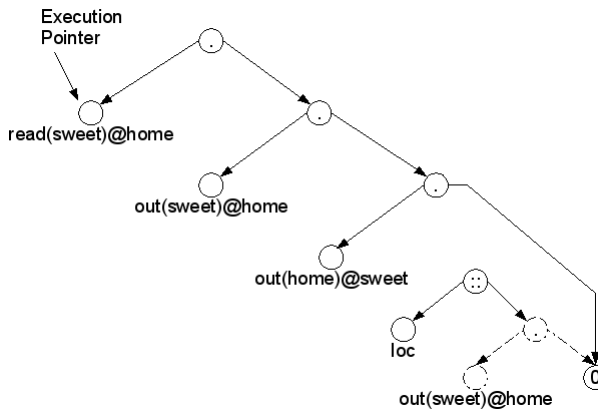 Execution
Pointer
.
read(sweet)@home
.
out(sweet)@home
.
out(home)@sweet
::
loc
.
0
out(sweet)@home